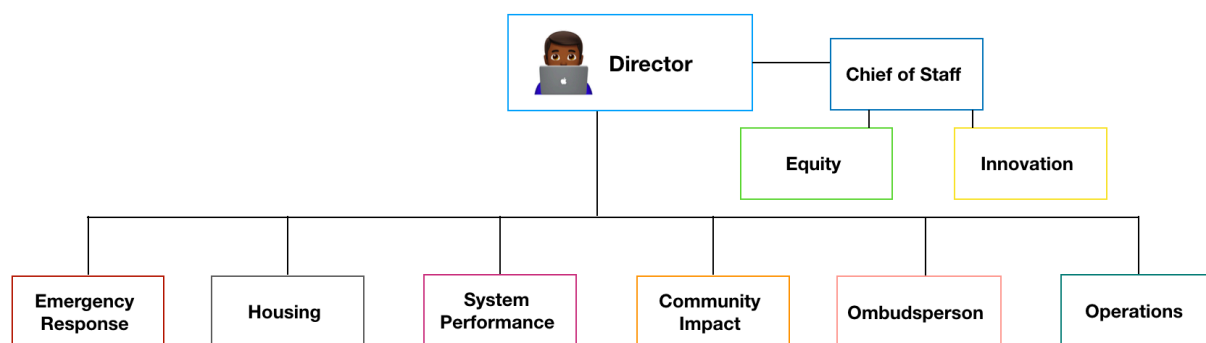 Director
Chief of Staff
Equity
Innovation
Emergency
Response
Housing
System
Performance
Community
Impact
Ombudsperson
Operations